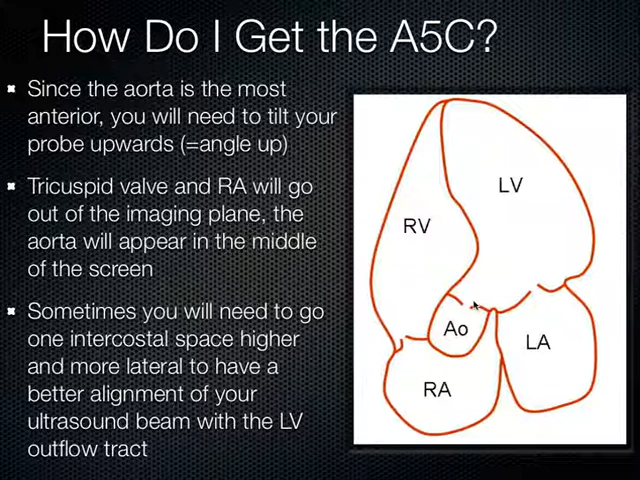 How Do I Get the A5C?
Since the aorta is the most
anterior, you will need to tilt your
probe upwards (=angle up)
Tricuspid valve and RA will go
out of the imaging plane, the
aorta will appear in the middle
of the screen
Sometimes you will need to go
one intercostal space higher
and more lateral to have a
better alignment of your
ultrasound beam with the LV
outflow tract
LV
RV
Ao
LA
RA